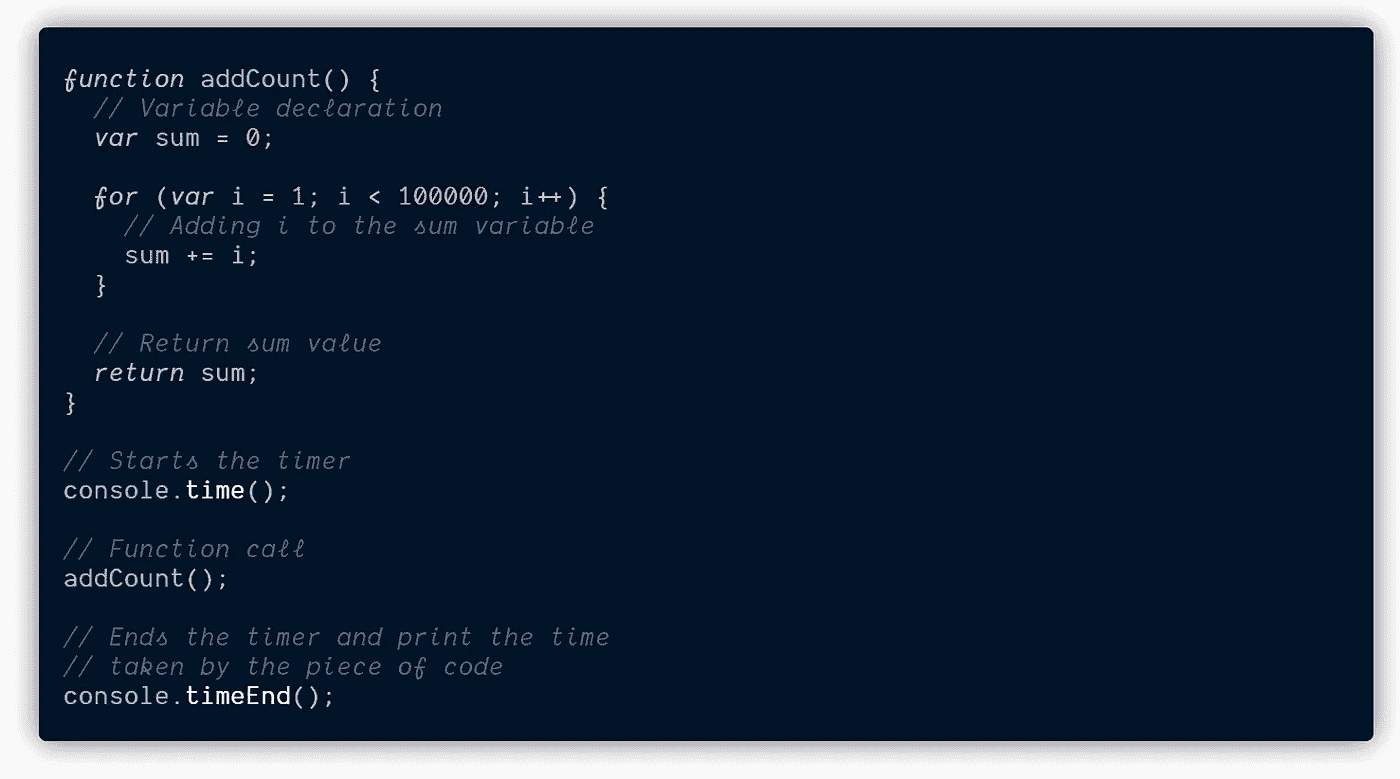 function addCount() {
  // Variable declaration
  var sum = 0;

  for (var i = 1; i < 100000; i++) {
    // Adding i to the sum variable
    sum += i;
  }

  // Return sum value
  return sum;
}

// Starts the timer
console.time();

// Function call
addCount();

// Ends the timer and print the time
// taken by the piece of code
console.timeEnd();